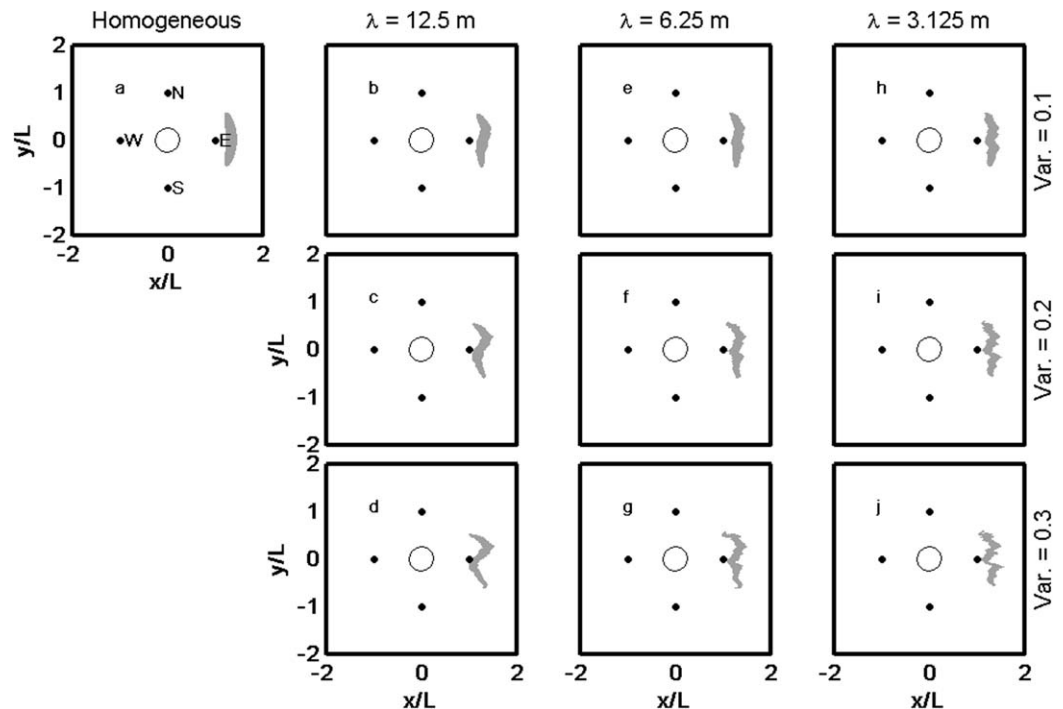 Homogeneous
λ = 12.5 m
λ = 6.25 m
λ = 3.125 m
2
1
0
-1
-2
y/L
a
N
W
E
S
b
e
h
Var. = 0.1
-2
0
2
x/L
2
1
0
-1
-2
y/L
c
f
i
Var. = 0.2
2
1
0
-1
-2
y/L
d
g
j
Var. = 0.3
-2
0
2
x/L
-2
0
2
x/L
-2
0
2
x/L